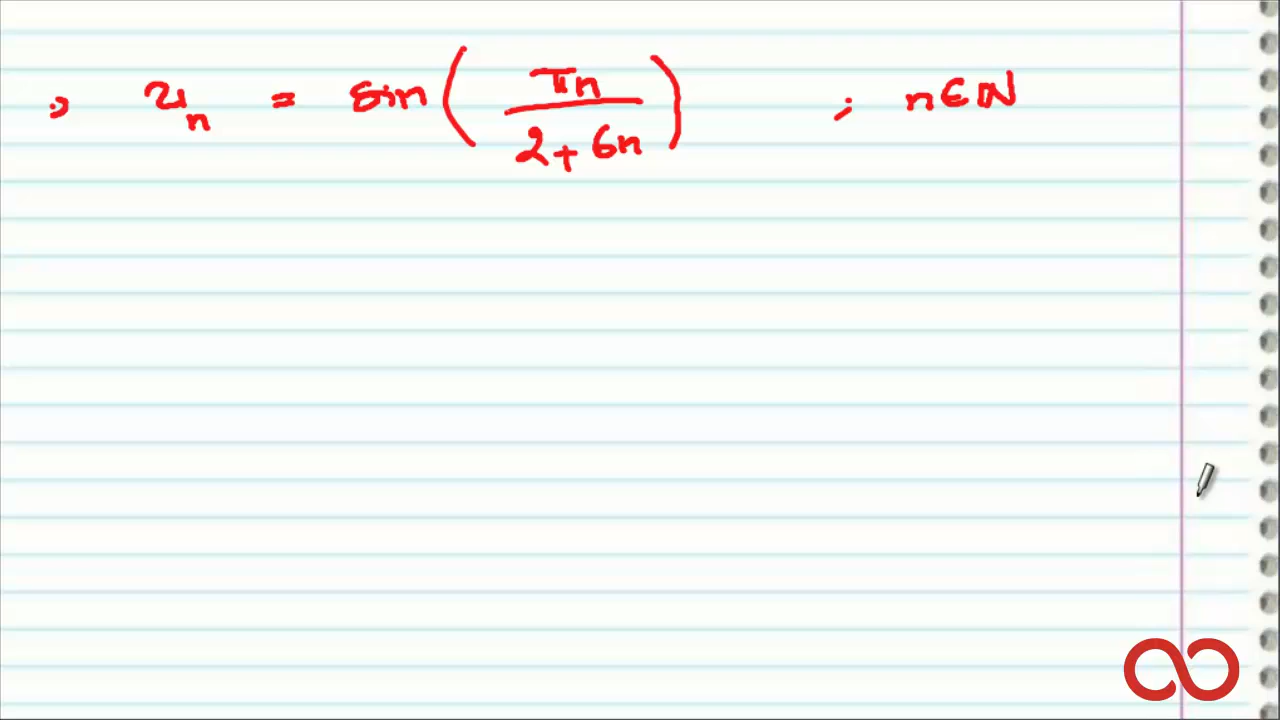 → u_n = sin(πn / (2+6n)) ; n∈ℕ